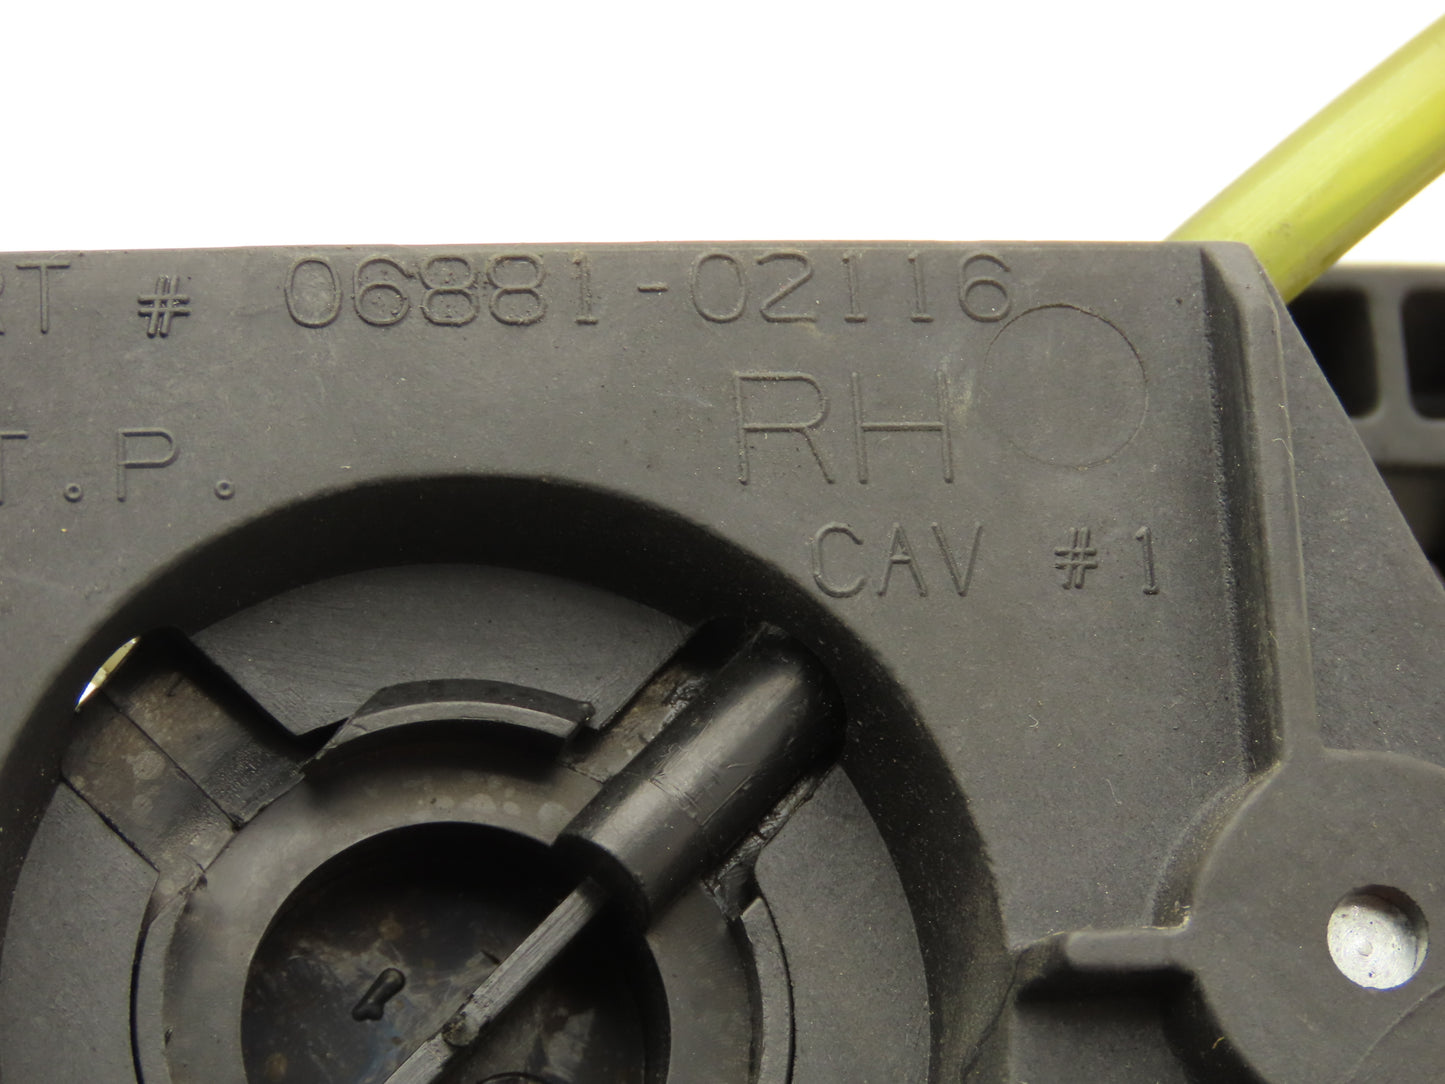 RT # 06881-02116
RH
T.P.
CAV #1